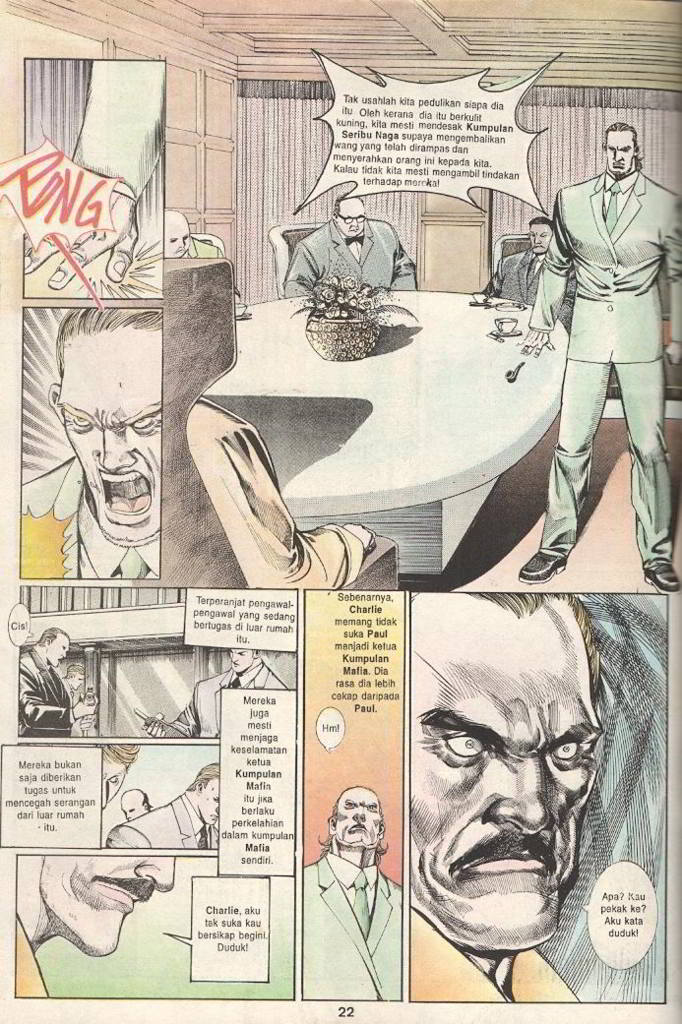 PONG
Tak usahlah kita pedulikan siapa dia
itu Oleh kerana dia itu berkulit
kuning, kita mesti mendesak Kumpulan
Seribu Naga supaya mengembalikan
wang yang telah dirampas dan
menyerahkan orang ini kepada kita.
Kalau tidak kita mesti mengambil tindakan
terhadap mereka!
Cis!
Terperanjat pengawal-
pengawal yang sedang
bertugas di luar rumah
itu.
Mereka bukan
saja diberikan
tugas untuk
mencegah serangan
dari luar rumah
itu.
Mereka
juga
mesti
menjaga
keselamatan
ketua
Kumpulan
Mafia
itu jika
berlaku
perkelahian
dalam kumpulan
Mafia
sendiri.
Charlie, aku
tak suka kau
bersikap begini.
Duduk!
Sebenarnya,
Charlie
memang tidak
suka Paul
menjadi ketua
Kumpulan
Mafia. Dia
rasa dia lebih
cekap daripada
Paul.
Hm!
Apa? Kau
pekak ke?
Aku kata
duduk!
22